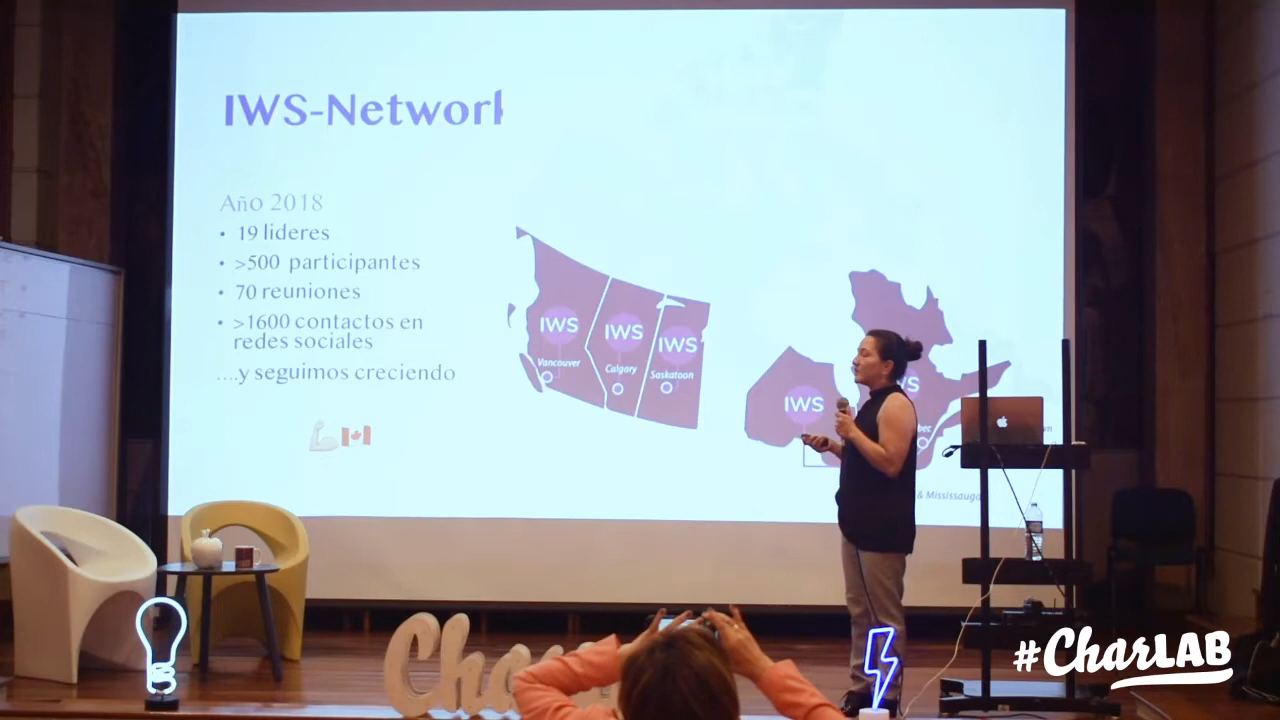 IWS-Network
Año 2018
• 19 lideres
• >500 participantes
• 70 reuniones
• >1600 contactos en
redes sociales
....y seguimos creciendo
IWS
IWS
IWS
Vancouver
Calgary
Saskatoon
IWS
& Mississauga
#CharLAB